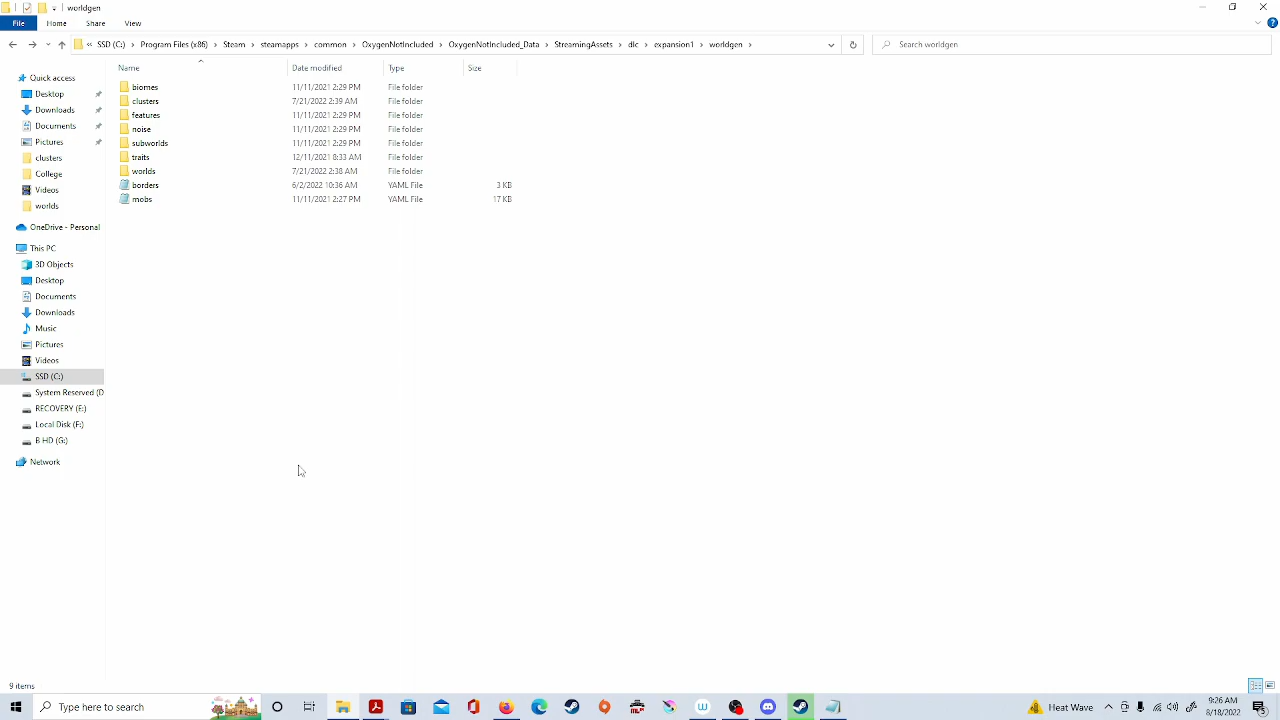 worldgen
File Home Share View
« SSD (C:) › Program Files (x86) › Steam › steamapps › common › OxygenNotIncluded › OxygenNotIncluded_Data › StreamingAssets › dlc › expansion1 › worldgen ›
Search worldgen
Name Date modified Type Size
Quick access
Desktop
Downloads
Documents
Pictures
clusters
College
Videos
worlds
OneDrive - Personal
This PC
3D Objects
Desktop
Documents
Downloads
Music
Pictures
Videos
SSD (C:)
System Reserved (D
RECOVERY (E:)
Local Disk (F:)
B HD (G:)
Network
biomes 11/11/2021 2:29 PM File folder
clusters 7/21/2022 2:39 AM File folder
features 11/11/2021 2:29 PM File folder
noise 11/11/2021 2:29 PM File folder
subworlds 11/11/2021 2:29 PM File folder
traits 12/11/2021 8:33 AM File folder
worlds 7/21/2022 2:38 AM File folder
borders 6/2/2022 10:36 AM YAML File 3 KB
mobs 11/11/2021 2:27 PM YAML File 17 KB
9 items
Type here to search
Heat Wave
9:26 AM
8/18/2022